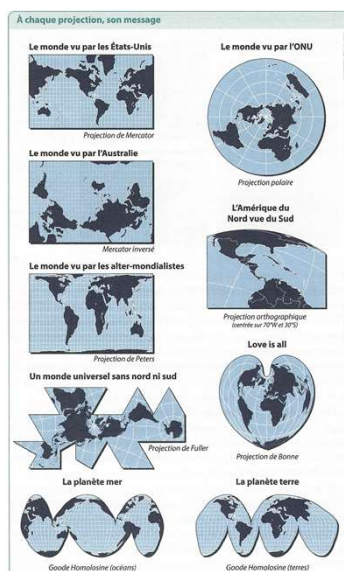 À chaque projection, son message
Le monde vu par les États-Unis
Projection de Mercator
Le monde vu par l'Australie
Mercator inversé
Le monde vu par les alter-mondialistes
Projection de Peters
Un monde universel sans nord ni sud
Projection de Fuller
La planète mer
Goode Homolosine (océans)
Le monde vu par l'ONU
Projection polaire
L'Amérique du
Nord vue du Sud
Projection orthographique
(centrée sur 70°W et 30°S)
Love is all
Projection de Bonne
La planète terre
Goode Homolosine (terres)